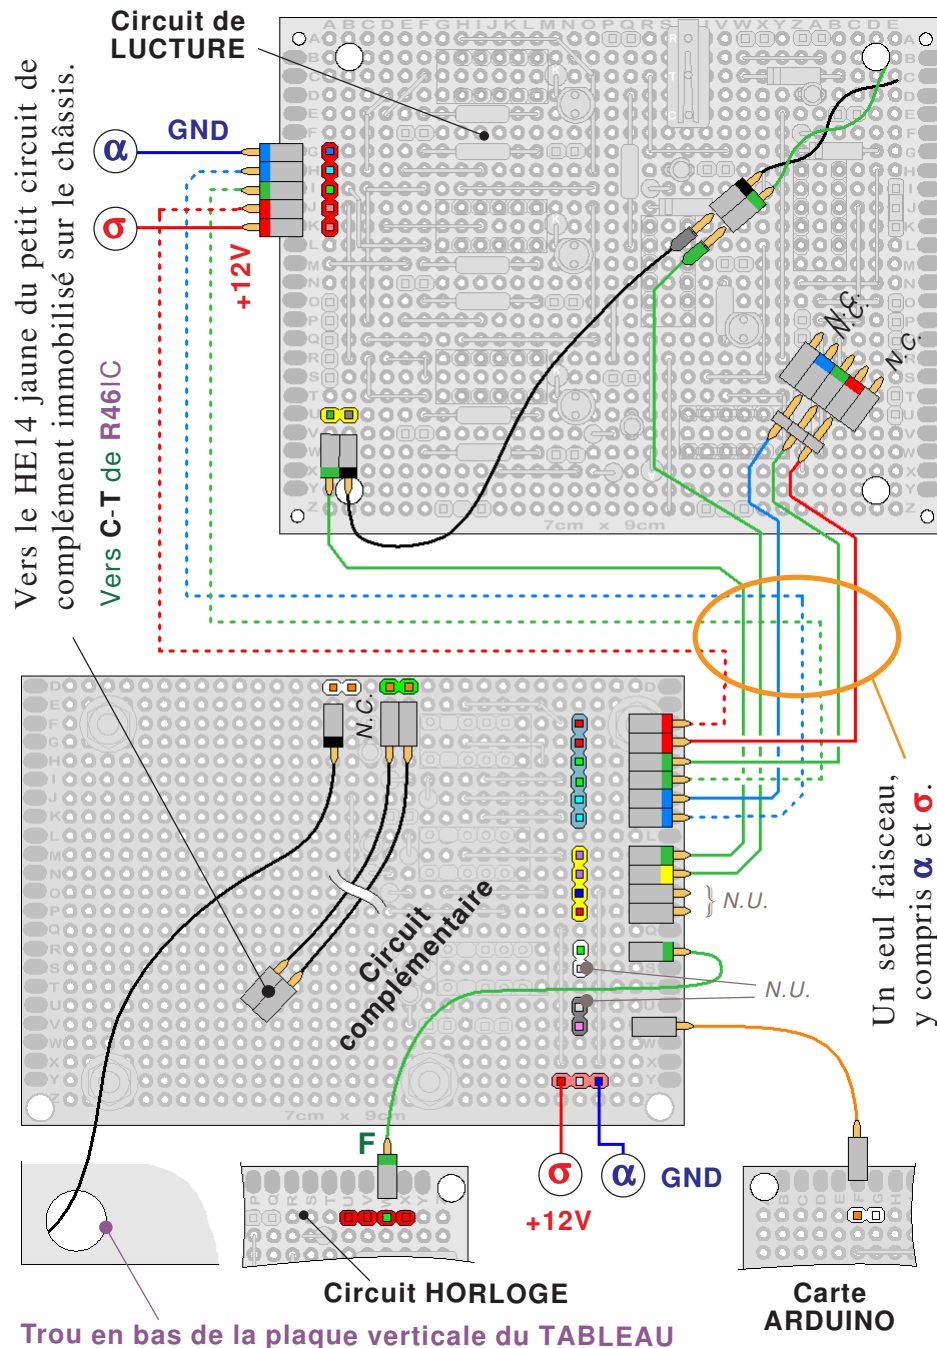 Circuit de
LUCTURE
Vers le HE14 jaune du petit circuit de
complément immobilisé sur le châssis.
Vers C-T de R46IC
α
GND
σ
+12V
N.C.
N.C.
N.C.
7cm x 9cm
N.C.
Circuit
complémentaire
} N.U.
N.U.
Un seul faisceau,
y compris α et σ.
7cm x 9cm
F
σ
α
GND
+12V
Circuit HORLOGE
Carte
ARDUINO
Trou en bas de la plaque verticale du TABLEAU